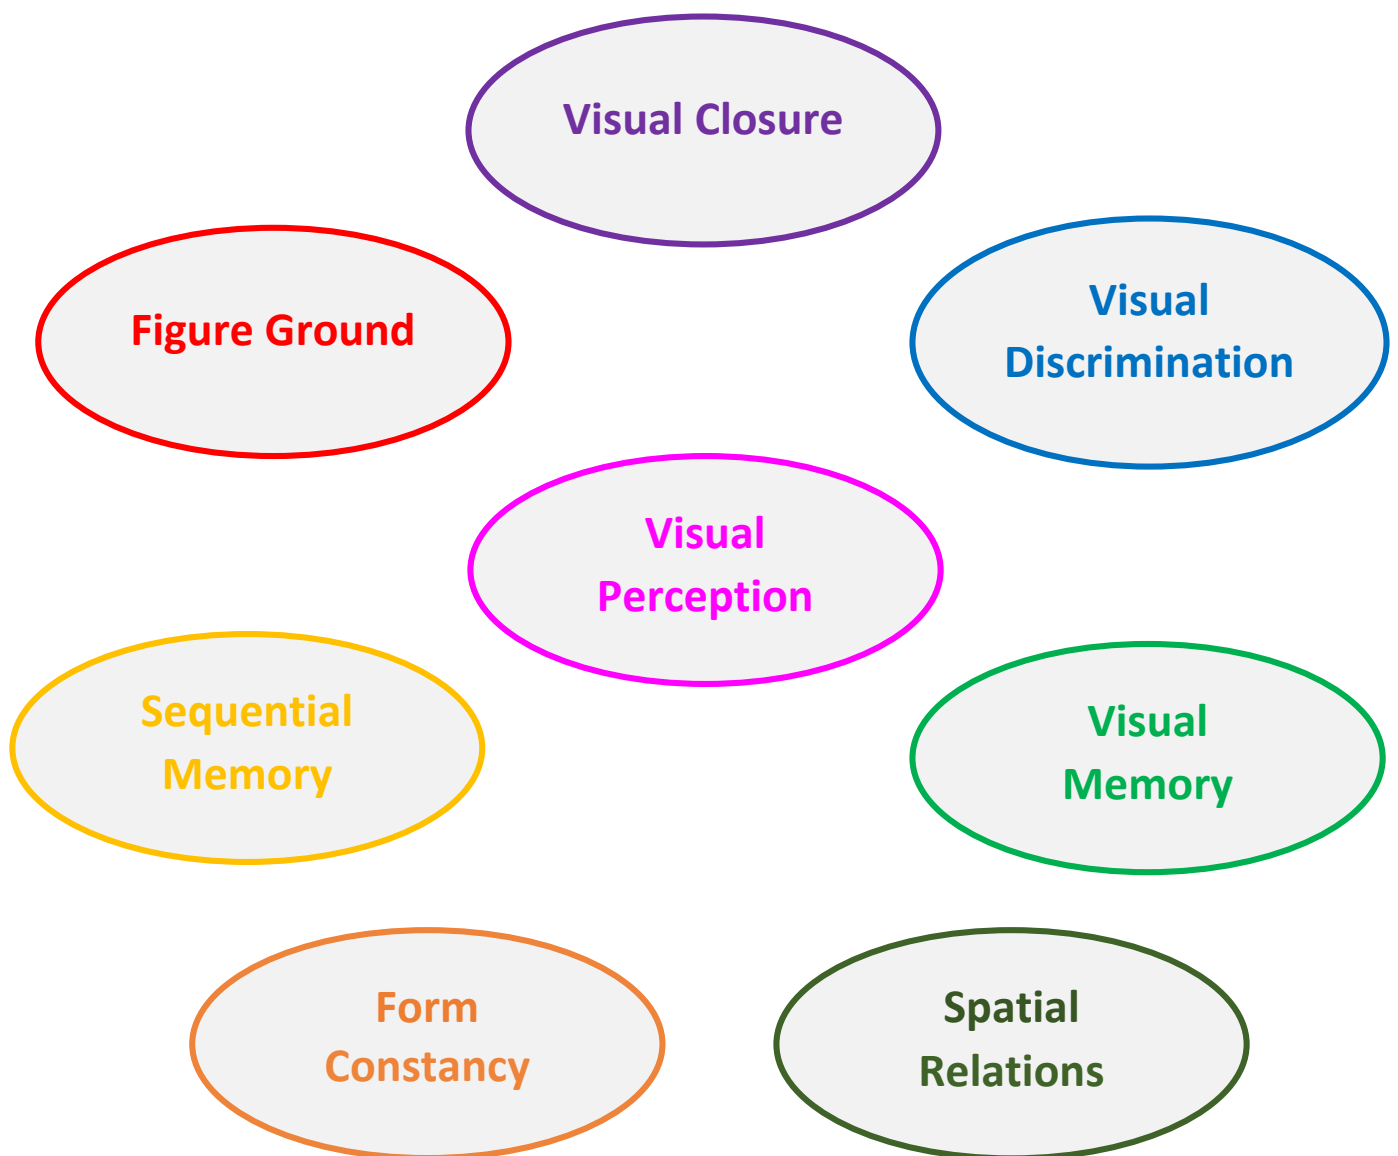 Visual Closure
Figure Ground
Visual
Discrimination
Visual
Perception
Sequential
Memory
Visual
Memory
Form
Constancy
Spatial
Relations